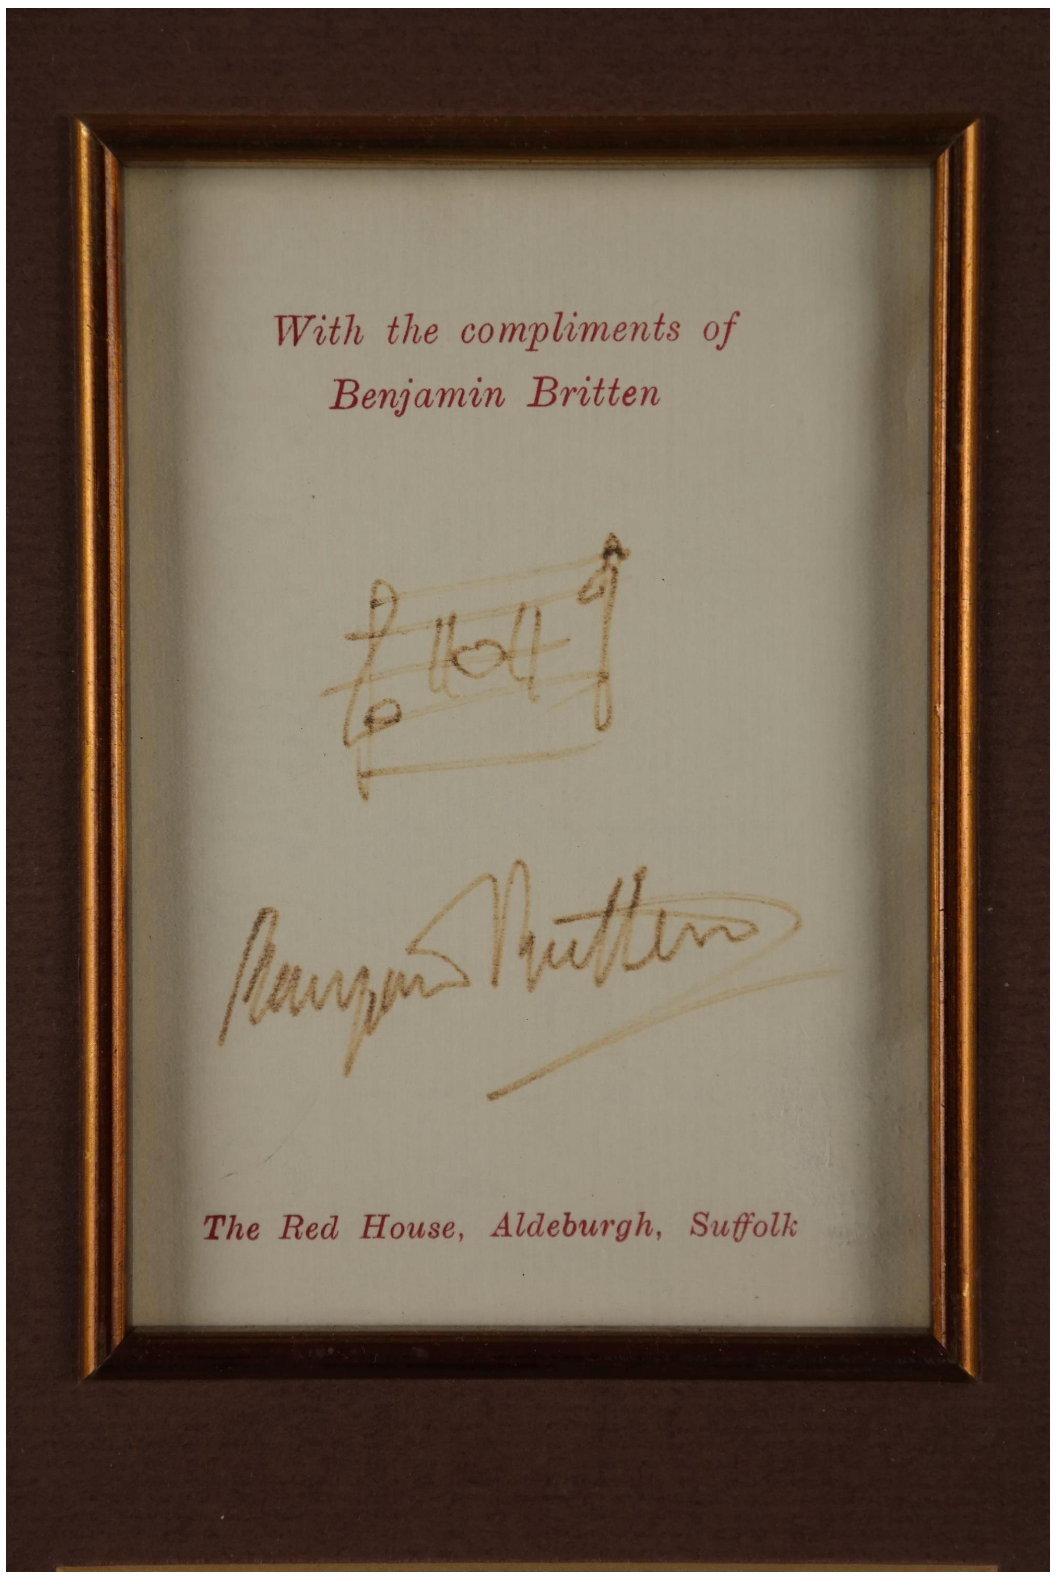 With the compliments of
Benjamin Britten
Benjamin Britten
The Red House, Aldeburgh, Suffolk